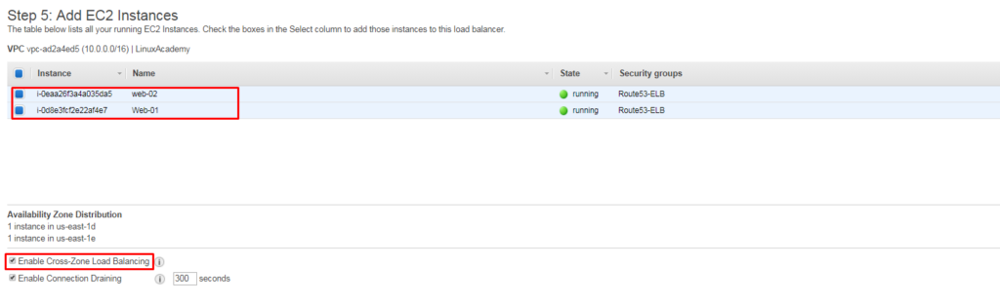 Step 5: Add EC2 Instances
The table below lists all your running EC2 Instances. Check the boxes in the Select column to add those instances to this load balancer.
VPC vpc-ad2a4ed5 (10.0.0.0/16) | LinuxAcademy
Instance Name State Security groups
i-0eaa26f3a4a035da5 web-02 running Route53-ELB
i-0d8e3fcf2e22af4e7 Web-01 running Route53-ELB
Availability Zone Distribution
1 instance in us-east-1d
1 instance in us-east-1e
Enable Cross-Zone Load Balancing
Enable Connection Draining 300 seconds